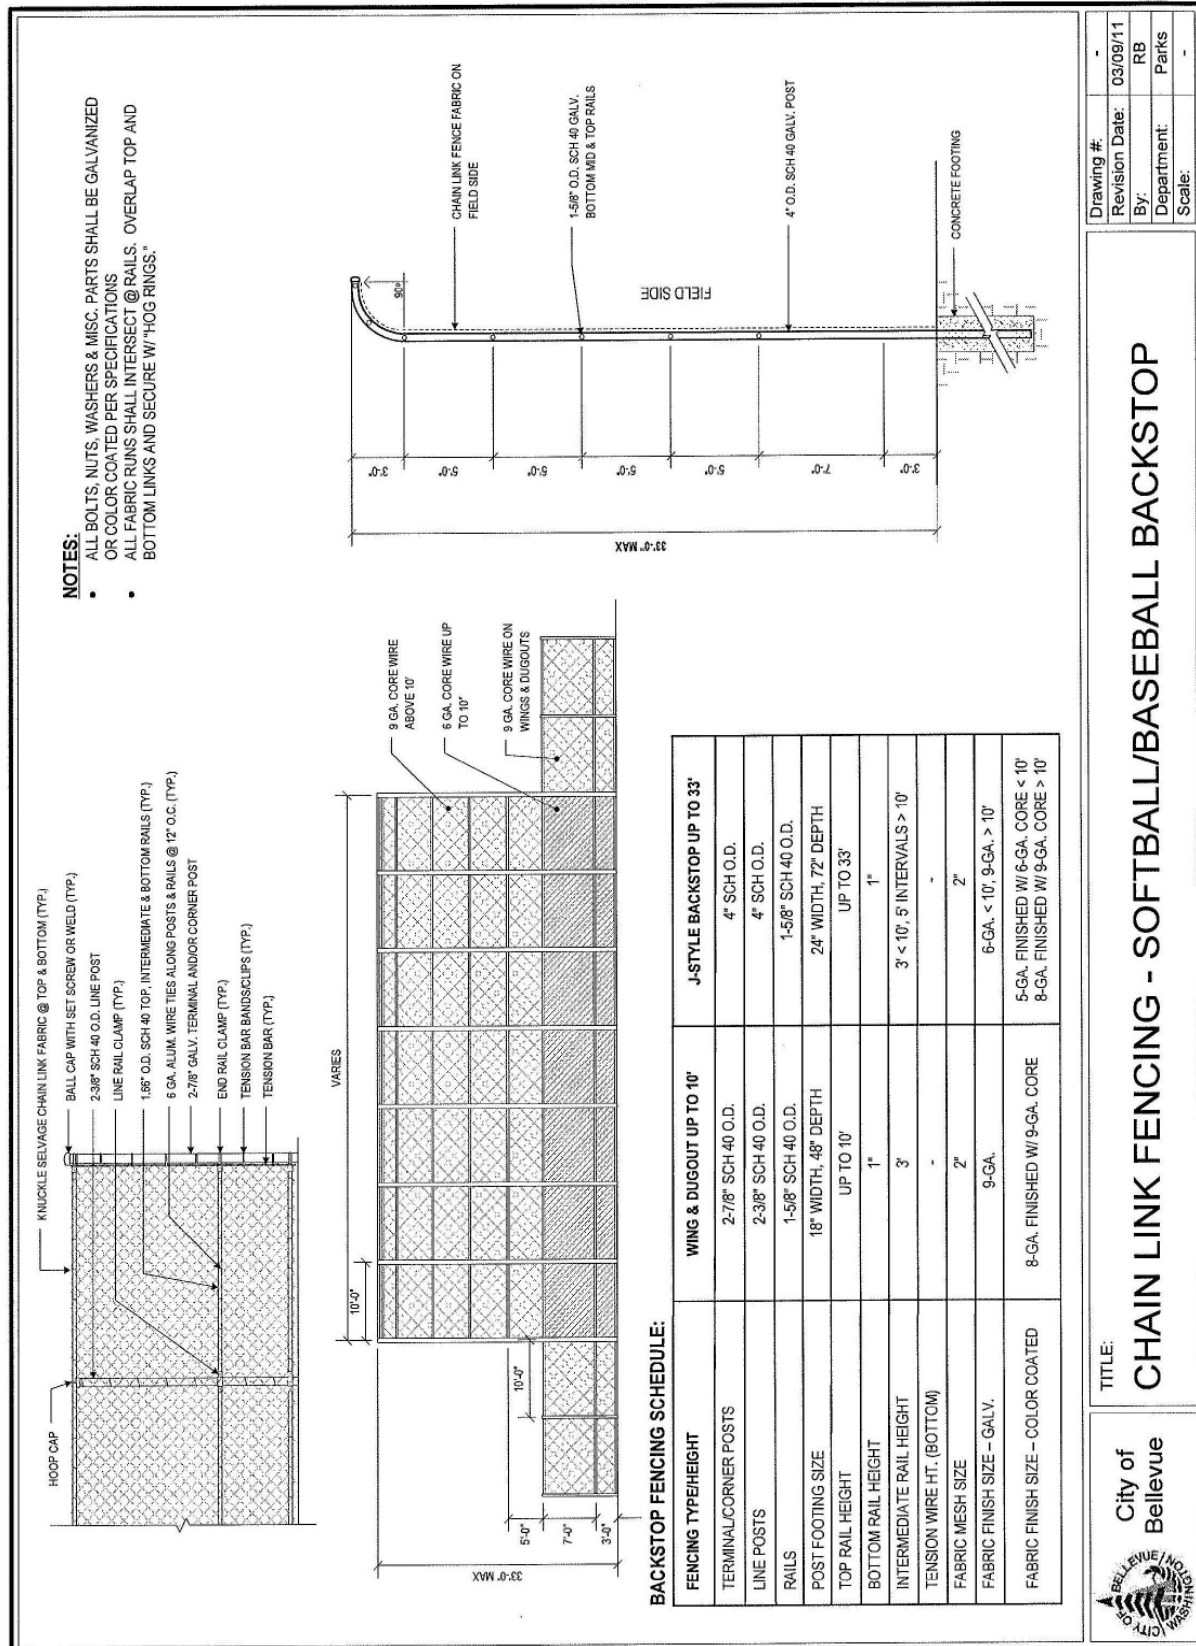 KNUCKLE SELVAGE CHAIN LINK FABRIC @ TOP & BOTTOM (TYP.)
BALL CAP WITH SET SCREW OR WELD (TYP.)
2-3/8" SCH 40 O.D. LINE POST
LINE RAIL CLAMP (TYP.)
1.66" O.D. SCH 40 TOP, INTERMEDIATE & BOTTOM RAILS (TYP.)
6 GA. ALUM. WIRE TIES ALONG POSTS & RAILS @ 12" O.C. (TYP.)
2-7/8" GALV. TERMINAL AND/OR CORNER POST
END RAIL CLAMP (TYP.)
TENSION BAR BANDS/CLIPS (TYP.)
TENSION BAR (TYP.)
HOOP CAP
NOTES:
• ALL BOLTS, NUTS, WASHERS & MISC. PARTS SHALL BE GALVANIZED
OR COLOR COATED PER SPECIFICATIONS
• ALL FABRIC RUNS SHALL INTERSECT @ RAILS. OVERLAP TOP AND
BOTTOM LINKS AND SECURE W/ "HOG RINGS."
VARIES
10'-0"
10'-0"
5'-0"
7'-0"
3'-0"
33'-0" MAX
9 GA. CORE WIRE
ABOVE 10'
6 GA. CORE WIRE UP
TO 10'
9 GA. CORE WIRE ON
WINGS & DUGOUTS
33'-0" MAX
3'-0"
5'-0"
5'-0"
5'-0"
5'-0"
7'-0"
3'-0"
90°
FIELD SIDE
CHAIN LINK FENCE FABRIC ON
FIELD SIDE
1-5/8" O.D. SCH 40 GALV.
BOTTOM MID & TOP RAILS
4" O.D. SCH 40 GALV. POST
CONCRETE FOOTING
BACKSTOP FENCING SCHEDULE:
FENCING TYPE/HEIGHT WING & DUGOUT UP TO 10' J-STYLE BACKSTOP UP TO 33'
TERMINAL/CORNER POSTS 2-7/8" SCH 40 O.D. 4" SCH O.D.
LINE POSTS 2-3/8" SCH 40 O.D. 4" SCH O.D.
RAILS 1-5/8" SCH 40 O.D. 1-5/8" SCH 40 O.D.
POST FOOTING SIZE 18" WIDTH, 48" DEPTH 24" WIDTH, 72" DEPTH
TOP RAIL HEIGHT UP TO 10' UP TO 33'
BOTTOM RAIL HEIGHT 1" 1"
INTERMEDIATE RAIL HEIGHT 3' 3' < 10', 5' INTERVALS > 10'
TENSION WIRE HT. (BOTTOM) - -
FABRIC MESH SIZE 2" 2"
FABRIC FINISH SIZE – GALV. 9-GA. 6-GA. < 10', 9-GA. > 10'
FABRIC FINISH SIZE – COLOR COATED 8-GA. FINISHED W/ 9-GA. CORE 5-GA. FINISHED W/ 6-GA. CORE < 10'
8-GA. FINISHED W/ 9-GA. CORE > 10'
CITY OF BELLEVUE
WASHINGTON
City of
Bellevue
TITLE:
CHAIN LINK FENCING - SOFTBALL/BASEBALL BACKSTOP
Drawing #: -
Revision Date: 03/09/11
By: RB
Department: Parks
Scale: -